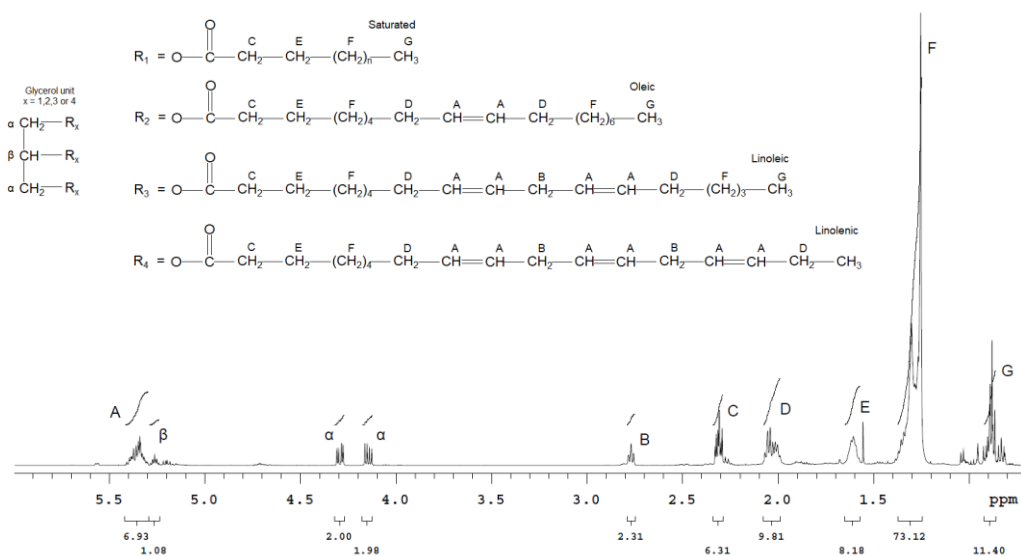 O
Saturated
C E F G
R1 = O—C—CH2—CH2—(CH2)n—CH3
Glycerol unit
x = 1,2,3 or 4
α CH2—Rx
β CH—Rx
α CH2—Rx
O
Oleic
C E F D A A D F G
R2 = O—C—CH2—CH2—(CH2)4—CH2—CH=CH—CH2—(CH2)6—CH3
O
Linoleic
C E F D A A B A A D F G
R3 = O—C—CH2—CH2—(CH2)4—CH2—CH=CH—CH2—CH=CH—CH2—(CH2)3—CH3
O
Linolenic
C E F D A A B A A B A A D
R4 = O—C—CH2—CH2—(CH2)4—CH2—CH=CH—CH2—CH=CH—CH2—CH=CH—CH2—CH3
F
A β α α B C D E G
5.5 5.0 4.5 4.0 3.5 3.0 2.5 2.0 1.5 ppm
6.93 2.00 2.31 9.81 73.12
1.08 1.98 6.31 8.18 11.40